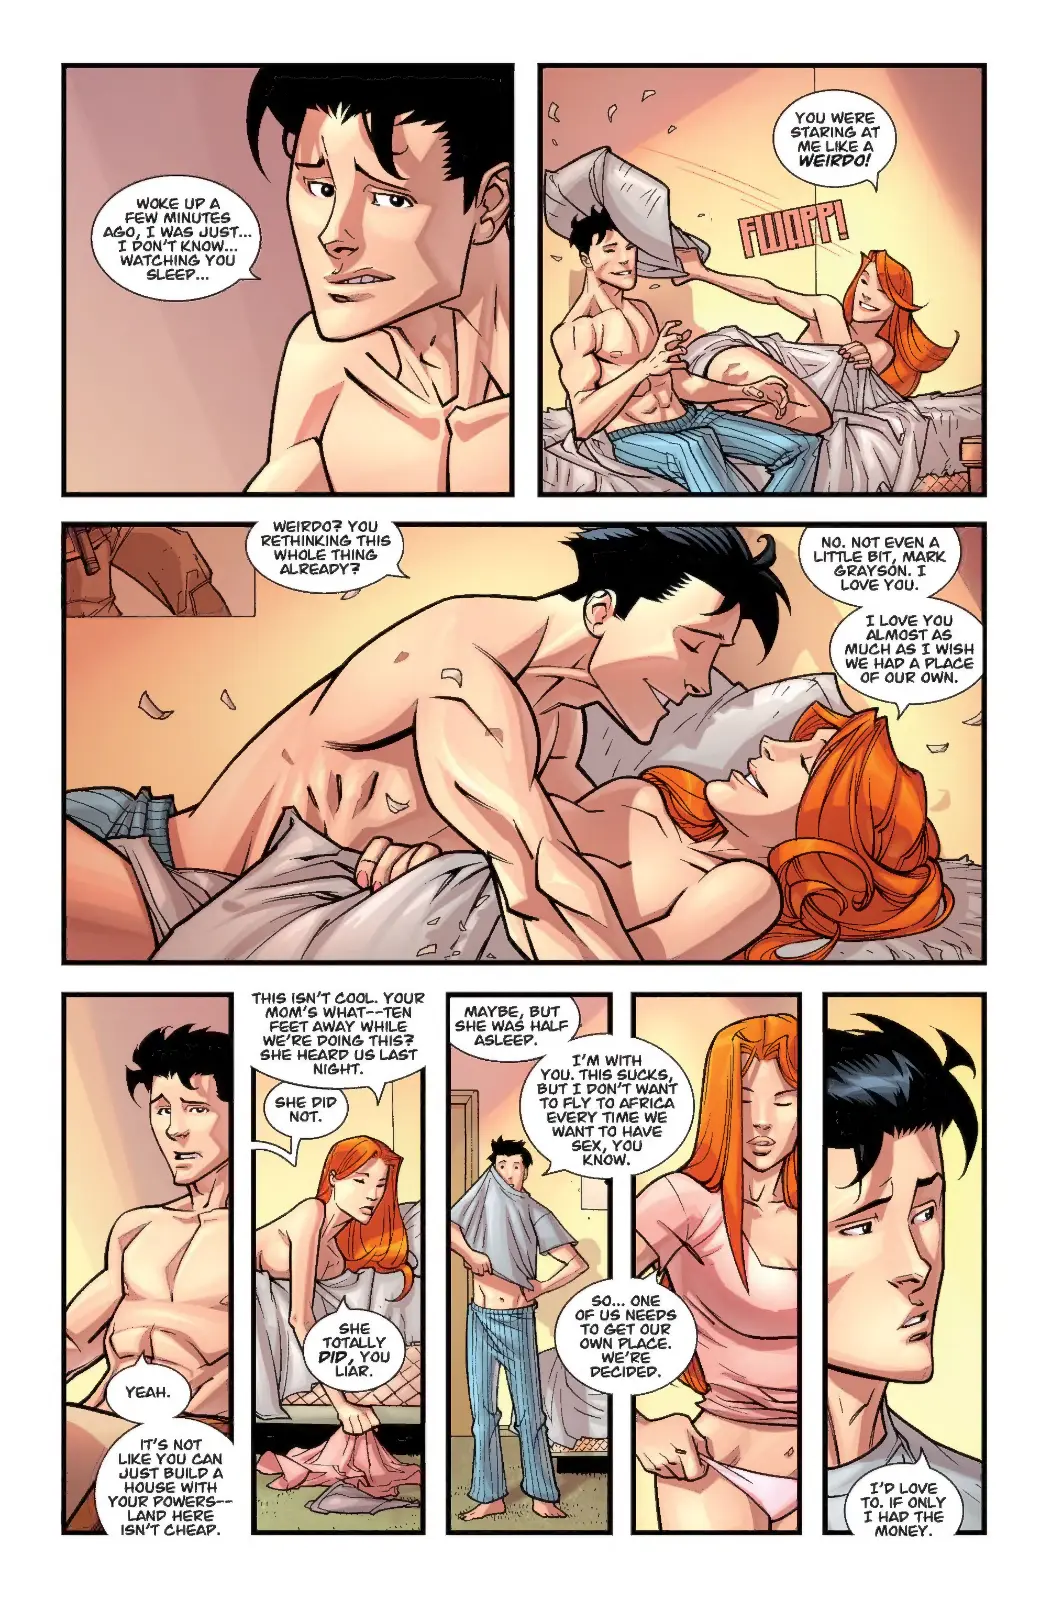 WOKE UP A
FEW MINUTES
AGO, I WAS JUST...
I DON'T KNOW...
WATCHING YOU
SLEEP...
YOU WERE
STARING AT
ME LIKE A
WEIRDO!
FWAPP!
WEIRDO? YOU
RETHINKING THIS
WHOLE THING
ALREADY?
NO. NOT EVEN A
LITTLE BIT, MARK
GRAYSON. I
LOVE YOU.
I LOVE YOU
ALMOST AS
MUCH AS I WISH
WE HAD A PLACE
OF OUR OWN.
YEAH.
IT'S NOT
LIKE YOU CAN
JUST BUILD A
HOUSE WITH
YOUR POWERS--
LAND HERE
ISN'T CHEAP.
THIS ISN'T COOL. YOUR
MOM'S WHAT--TEN
FEET AWAY WHILE
WE'RE DOING THIS?
SHE HEARD US LAST
NIGHT.
SHE DID
NOT.
SHE
TOTALLY
DID, YOU
LIAR.
MAYBE, BUT
SHE WAS HALF
ASLEEP.
I'M WITH
YOU. THIS SUCKS,
BUT I DON'T WANT
TO FLY TO AFRICA
EVERY TIME WE
WANT TO HAVE
SEX, YOU
KNOW.
SO... ONE
OF US NEEDS
TO GET OUR
OWN PLACE.
WE'RE
DECIDED.
I'D LOVE
TO. IF ONLY
I HAD THE
MONEY.